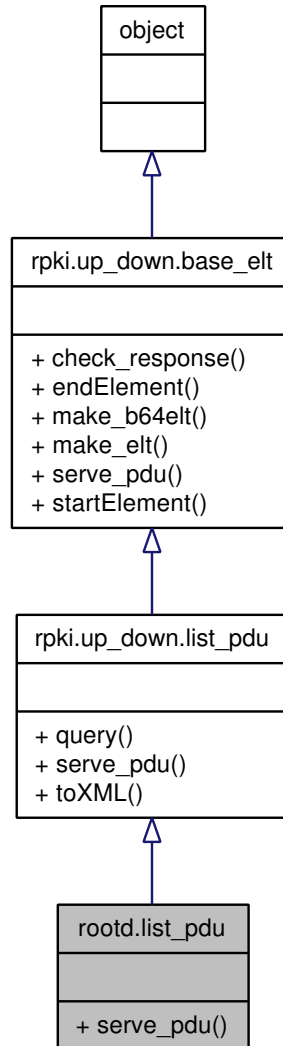 object
rpki.up_down.base_elt
+ check_response()
+ endElement()
+ make_b64elt()
+ make_elt()
+ serve_pdu()
+ startElement()
rpki.up_down.list_pdu
+ query()
+ serve_pdu()
+ toXML()
rootd.list_pdu
+ serve_pdu()